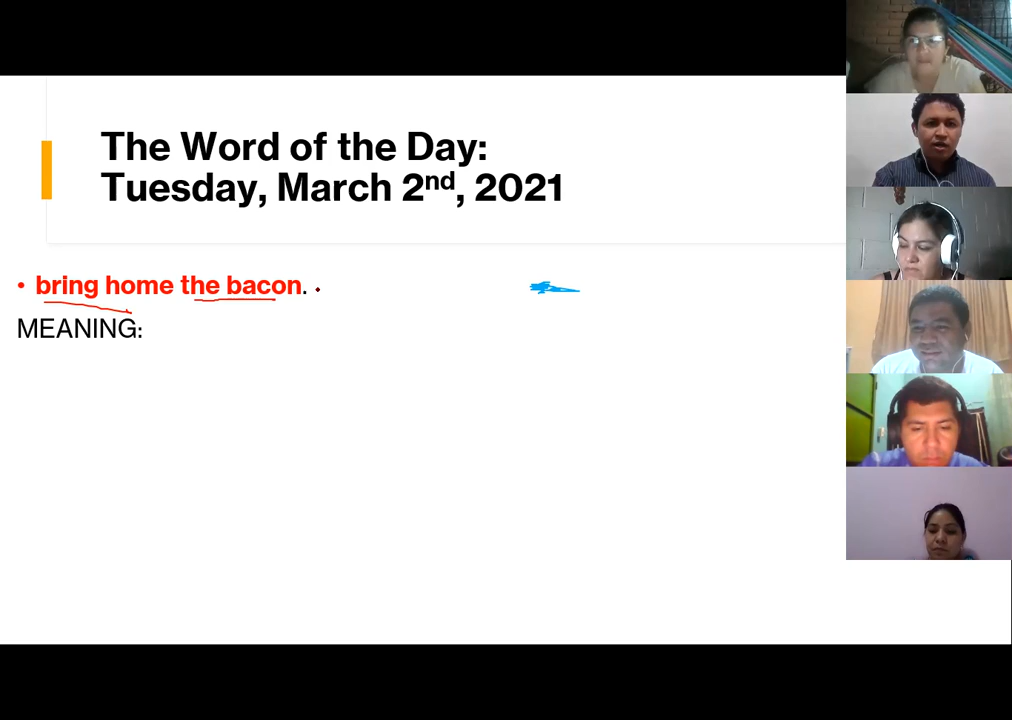 The Word of the Day:
Tuesday, March 2nd, 2021
• bring home the bacon.
MEANING: